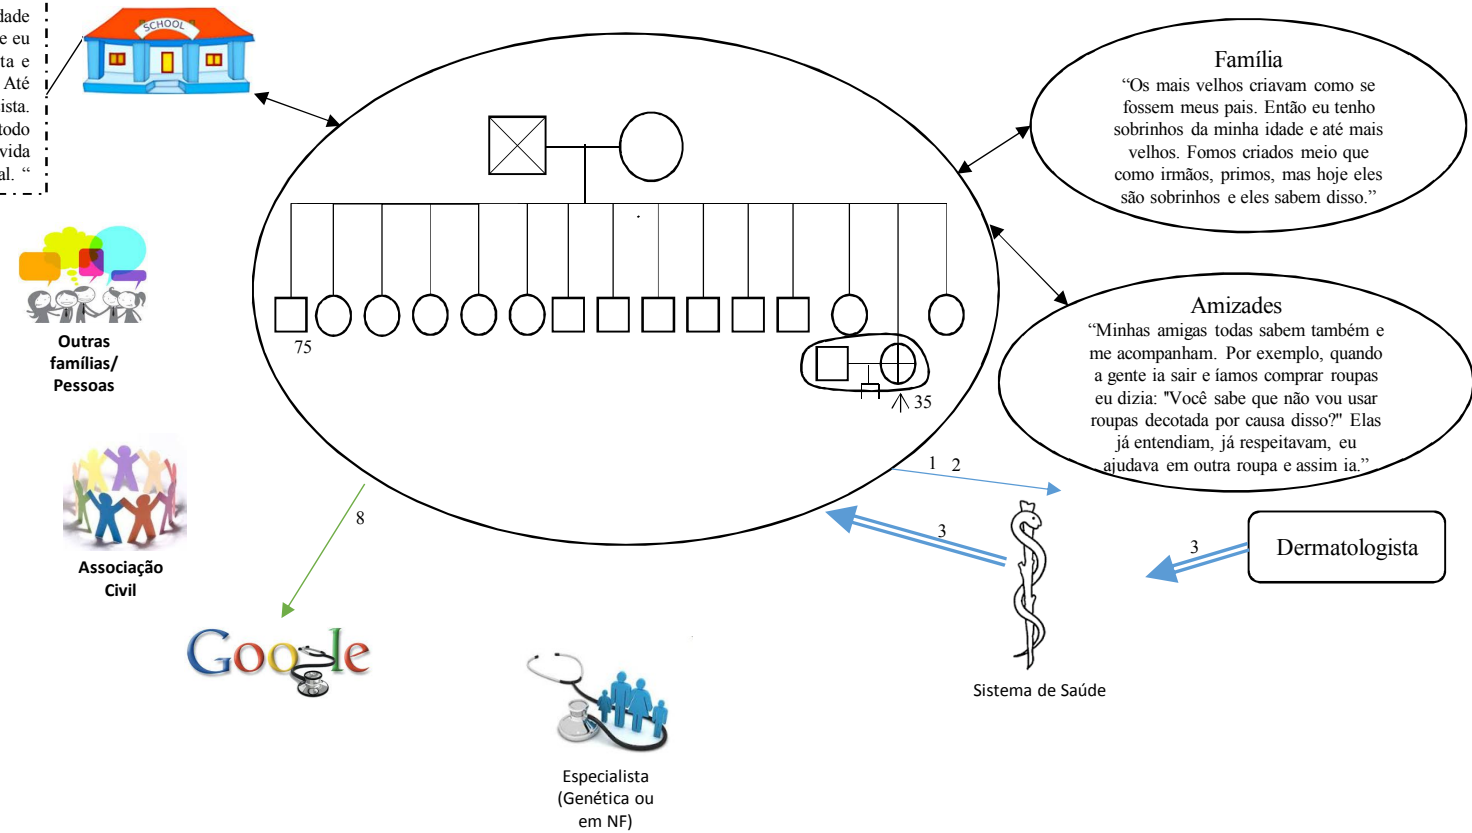 dade
e eu
ta e
Até
ista.
todo
vida
al. “
SCHOOL
Família
“Os mais velhos criavam como se
fossem meus pais. Então eu tenho
sobrinhos da minha idade e até mais
velhos. Fomos criados meio que
como irmãos, primos, mas hoje eles
são sobrinhos e eles sabem disso.”
Outras
famílias/
Pessoas
75
35
Amizades
“Minhas amigas todas sabem também e
me acompanham. Por exemplo, quando
a gente ia sair e íamos comprar roupas
eu dizia: "Você sabe que não vou usar
roupas decotada por causa disso?" Elas
já entendiam, já respeitavam, eu
ajudava em outra roupa e assim ia.”
1 2
3
3
Dermatologista
8
Associação
Civil
Google
Sistema de Saúde
Especialista
(Genética ou
em NF)